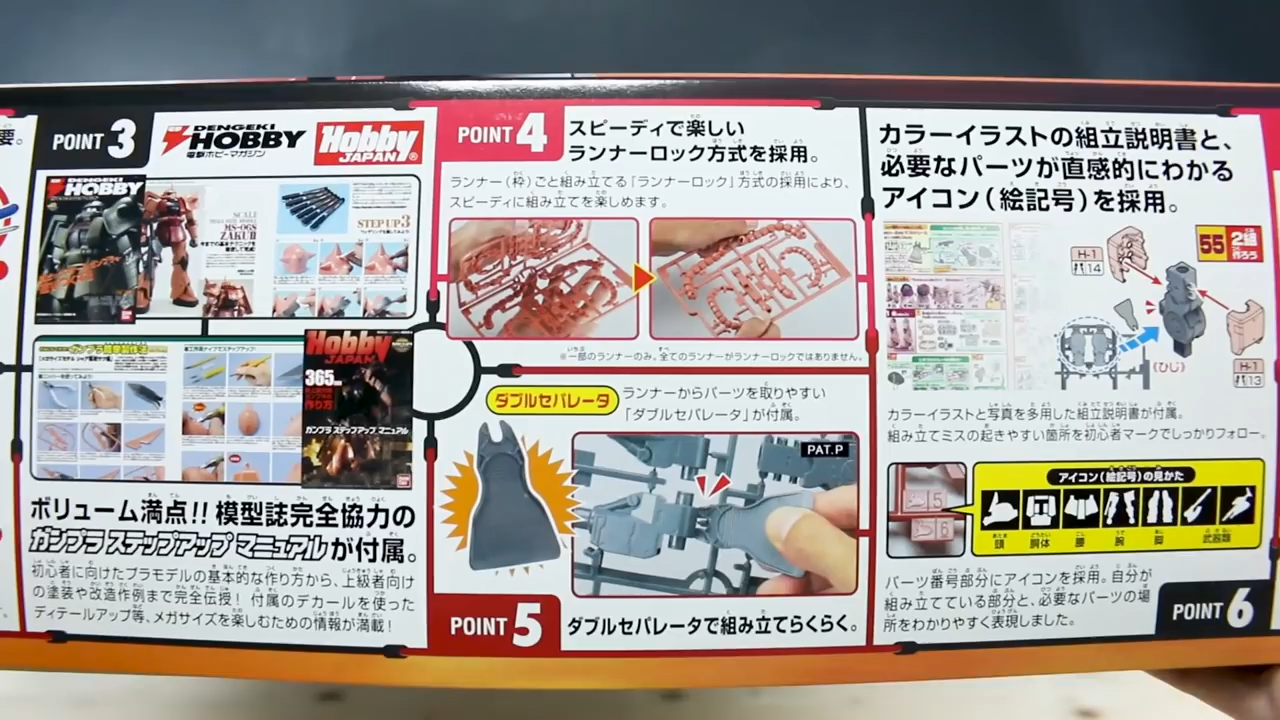 要。
POINT 3
DENGEKI
HOBBY
電撃ホビーマガジン
Hobby
JAPAN®
HOBBY
SCALE
MS-06S
ZAKU II
STEP UP 3
Hobby
JAPAN
365
ガンプラ ステップアップ マニュアル
ボリューム満点!! 模型誌完全協力の
ガンプラ ステップアップ マニュアルが付属。
初心者に向けたプラモデルの基本的な作り方から、上級者向け
の塗装や改造作例まで完全伝授! 付属のデカールを使った
ディテールアップ等、メガサイズを楽しむための情報が満載!
POINT 4
スピーディで楽しい
ランナーロック方式を採用。
ランナー(枠)ごと組み立てる「ランナーロック」方式の採用により、
スピーディに組み立てを楽しめます。
※一部のランナーのみ。全てのランナーがランナーロックではありません。
ダブルセパレータ
ランナーからパーツを取りやすい
「ダブルセパレータ」が付属。
PAT.P
POINT 5
ダブルセパレータで組み立てらくらく。
カラーイラストの組立説明書と、
必要なパーツが直感的にわかる
アイコン(絵記号)を採用。
H-1
14
55
2組
作ろう
(ひじ)
H-1
13
カラーイラストと写真を多用した組立説明書が付属。
組み立てミスの起きやすい箇所を初心者マークでしっかりフォロー。
5
6
アイコン(絵記号)の見かた
頭 胴体 腰 腕 脚 武器類
パーツ番号部分にアイコンを採用。自分が
組み立てている部分と、必要なパーツの場
所をわかりやすく表現しました。
POINT 6